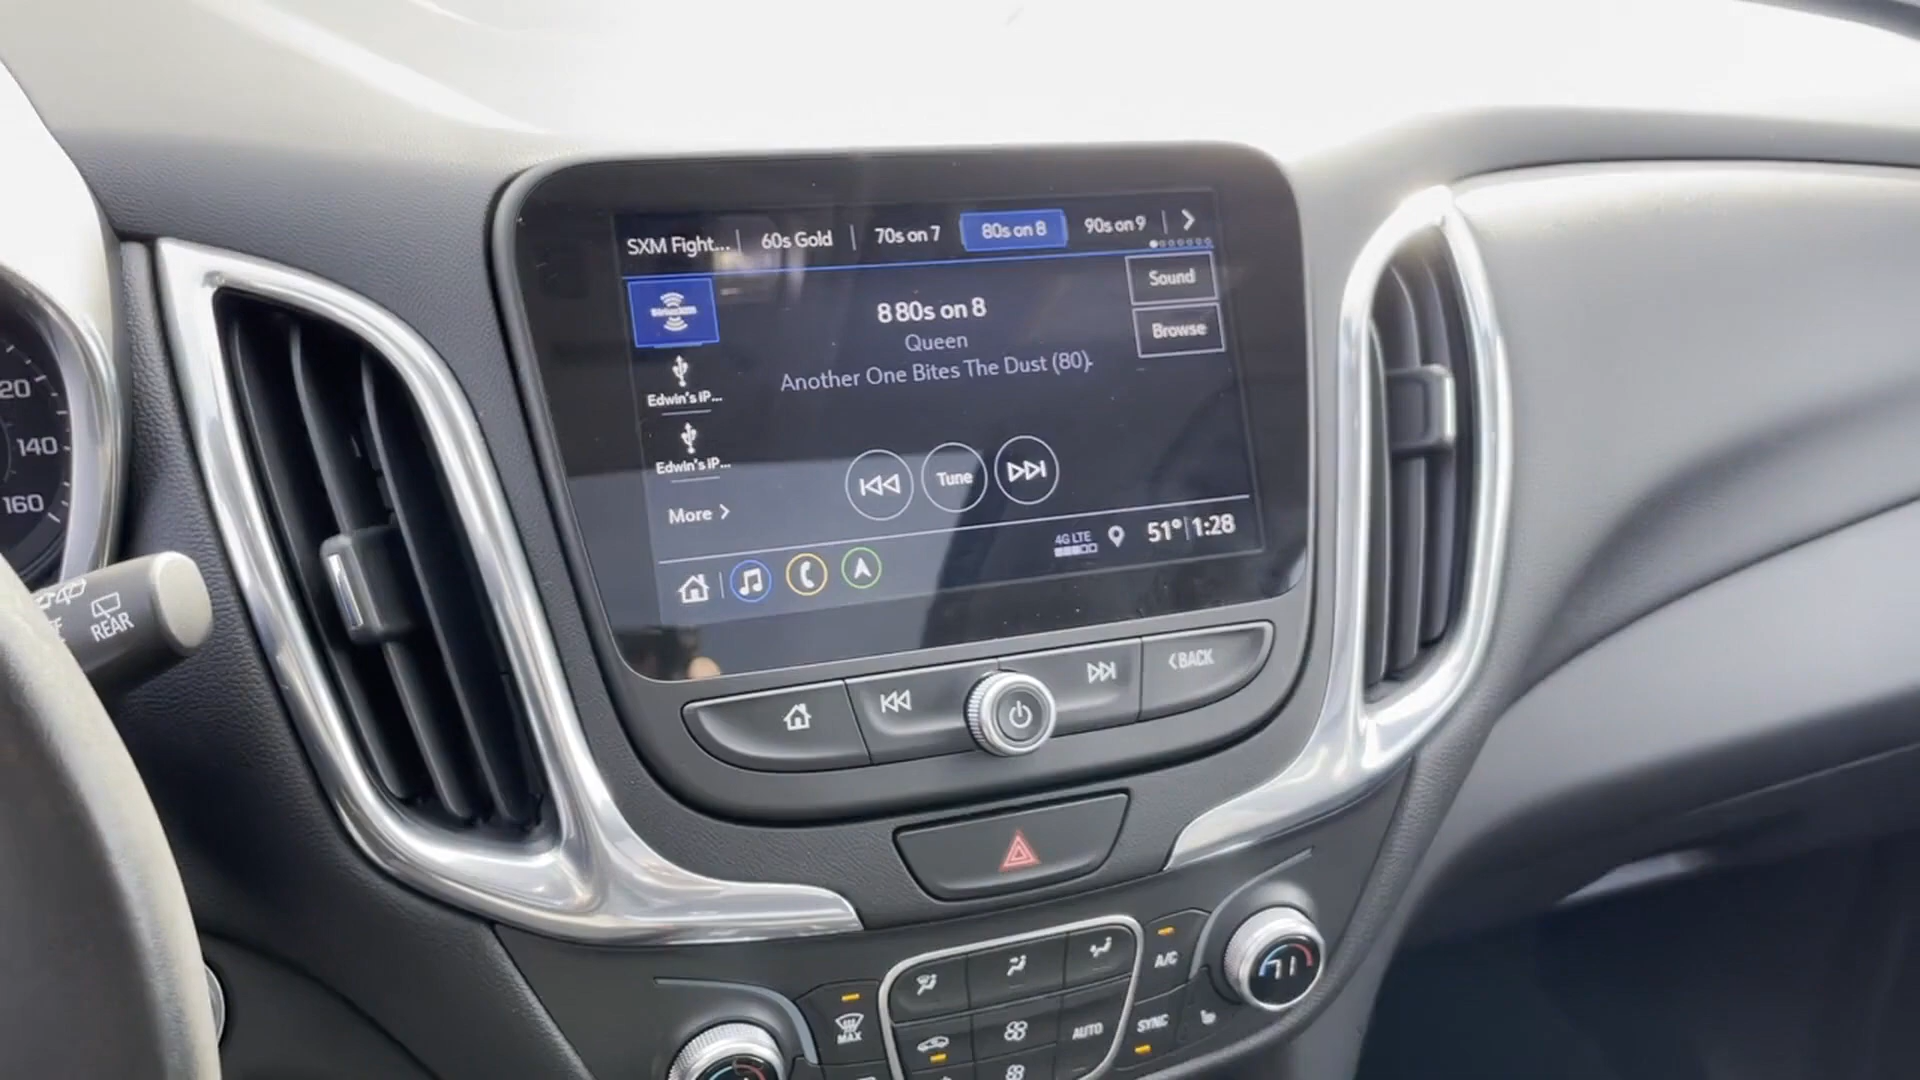 SXM Fight... 60s Gold 70s on 7 80s on 8 90s on 9
Sound
8 80s on 8
Browse
Queen
Another One Bites The Dust (80)
Edwin's iP...
Edwin's iP...
Tune
More
4G LTE
51° 1:28
BACK
20
140
160
REAR
A/C
MAX
AUTO
SYNC